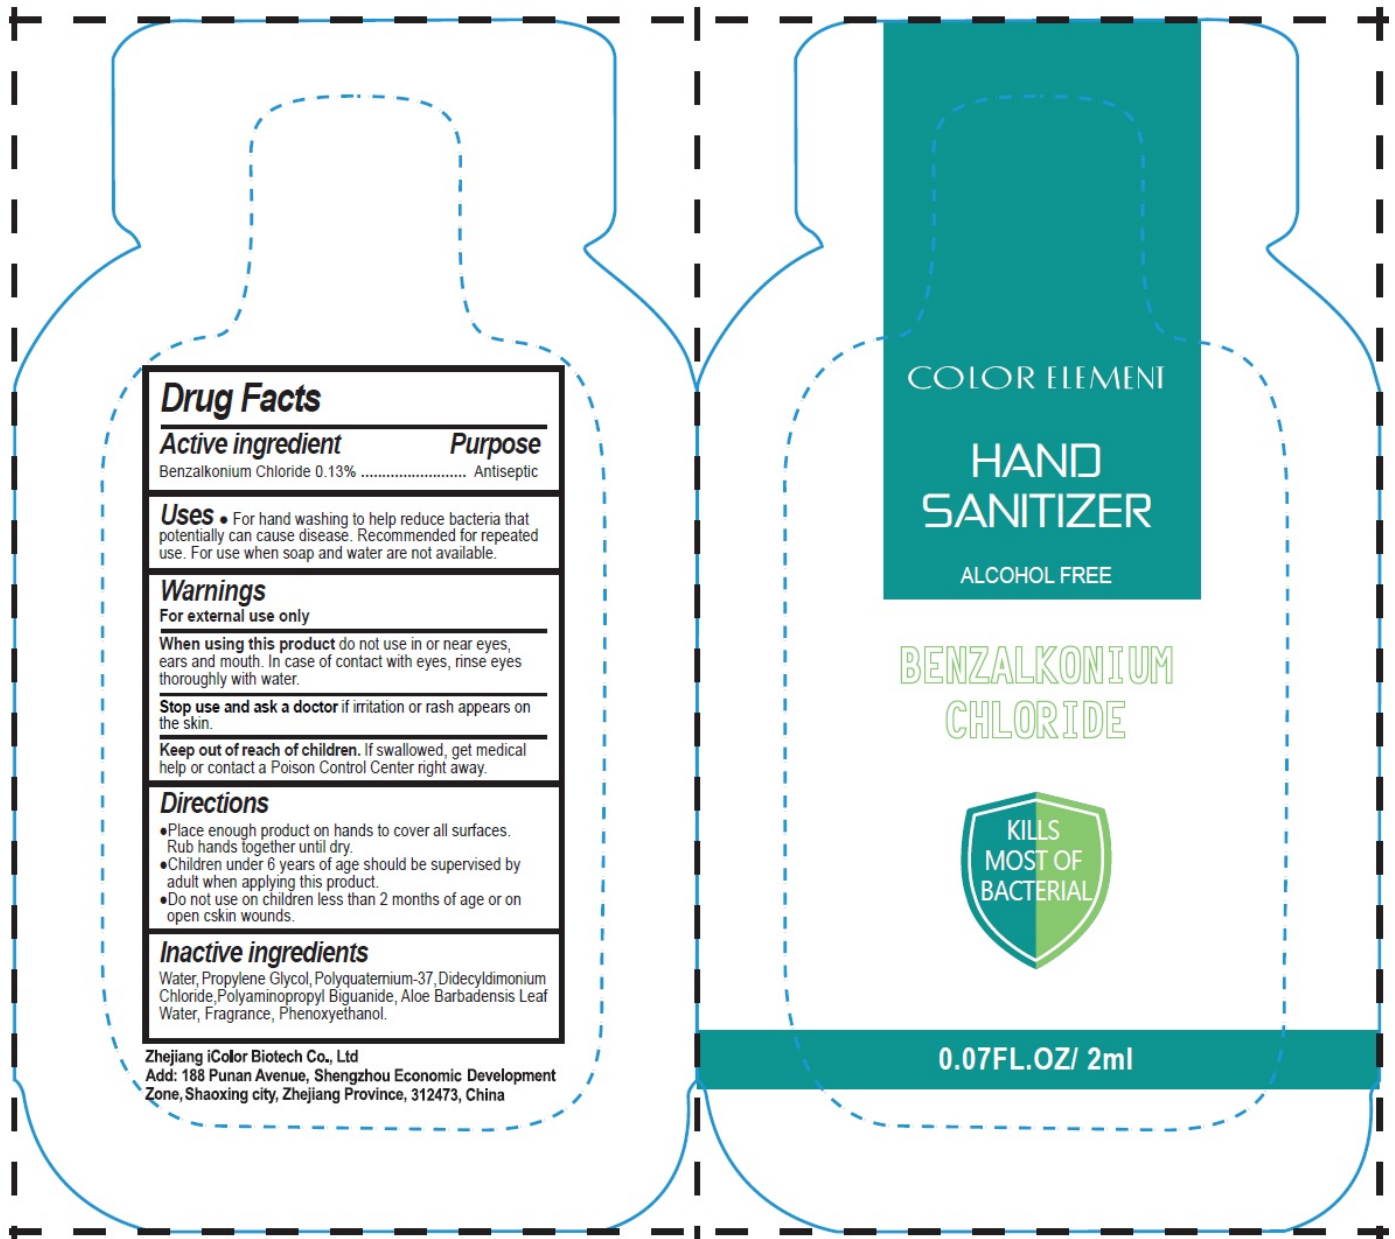 Drug Facts
Active ingredient Purpose
Benzalkonium Chloride 0.13% ......................... Antiseptic
Uses ● For hand washing to help reduce bacteria that
potentially can cause disease. Recommended for repeated
use. For use when soap and water are not available.
Warnings
For external use only
When using this product do not use in or near eyes,
ears and mouth. In case of contact with eyes, rinse eyes
thoroughly with water.
Stop use and ask a doctor if irritation or rash appears on
the skin.
Keep out of reach of children. If swallowed, get medical
help or contact a Poison Control Center right away.
Directions
●Place enough product on hands to cover all surfaces.
Rub hands together until dry.
●Children under 6 years of age should be supervised by
adult when applying this product.
●Do not use on children less than 2 months of age or on
open cskin wounds.
Inactive ingredients
Water, Propylene Glycol, Polyquaternium-37, Didecyldimonium
Chloride,Polyaminopropyl Biguanide, Aloe Barbadensis Leaf
Water, Fragrance, Phenoxyethanol.
Zhejiang iColor Biotech Co., Ltd
Add: 188 Punan Avenue, Shengzhou Economic Development
Zone, Shaoxing city, Zhejiang Province, 312473, China
COLOR ELEMENT
HAND
SANITIZER
ALCOHOL FREE
BENZALKONIUM
CHLORIDE
KILLS
MOST OF
BACTERIAL
0.07FL.OZ/ 2ml